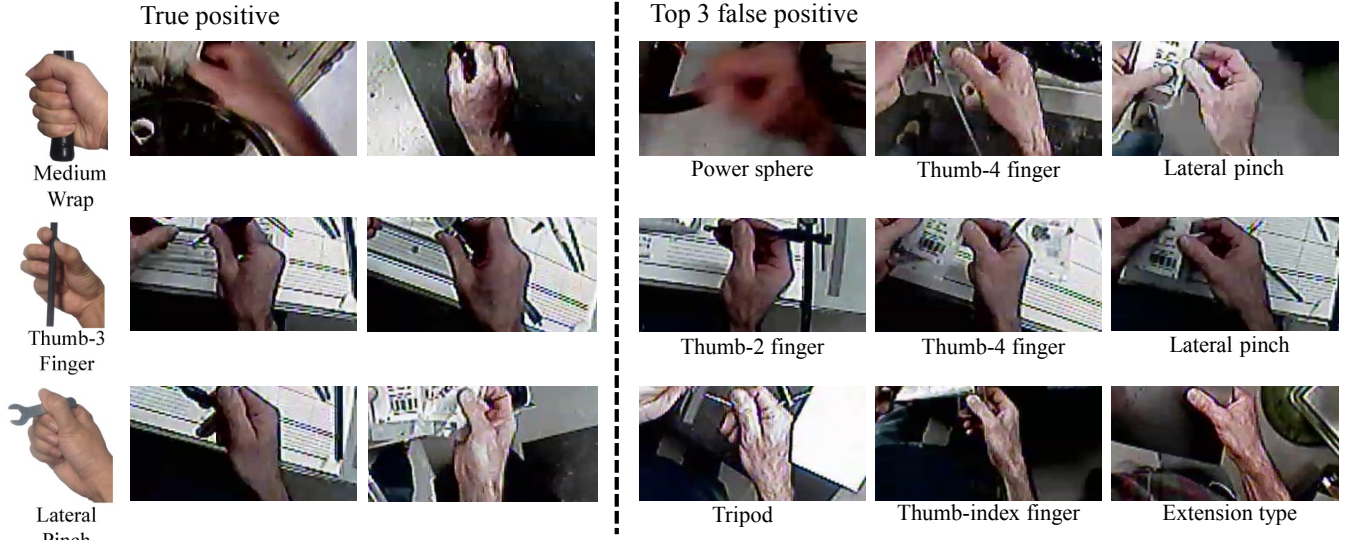 True positive
Top 3 false positive
Medium
Wrap
Power sphere
Thumb-4 finger
Lateral pinch
Thumb-3
Finger
Thumb-2 finger
Thumb-4 finger
Lateral pinch
Lateral
Pinch
Tripod
Thumb-index finger
Extension type